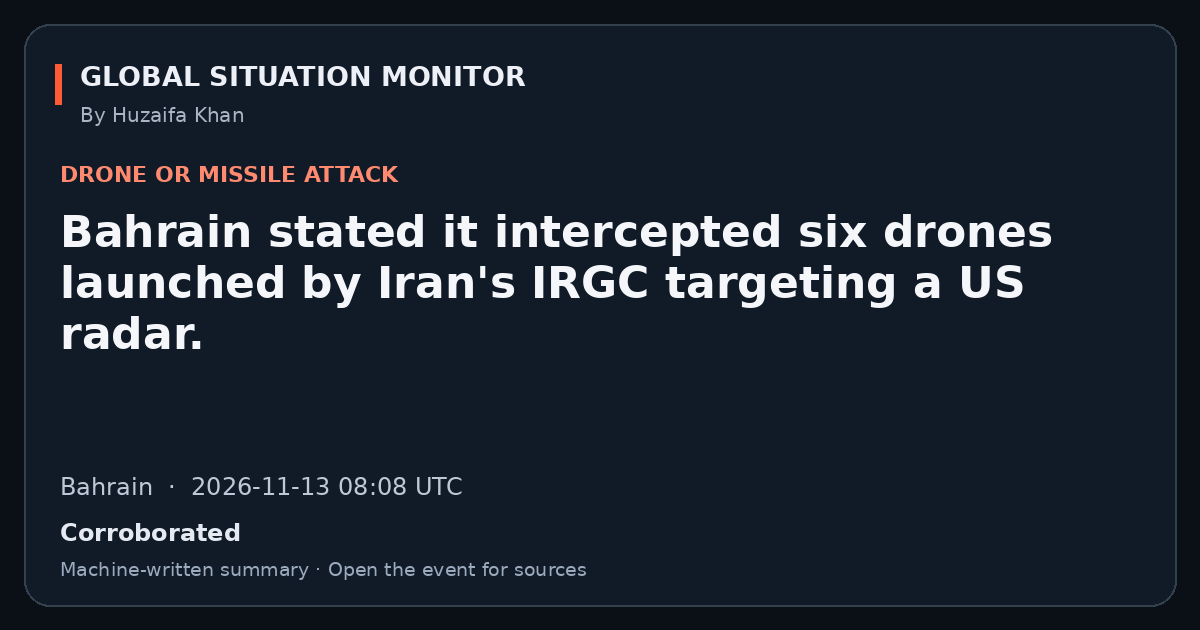 GLOBAL SITUATION MONITOR
By Huzaifa Khan
DRONE OR MISSILE ATTACK
Bahrain stated it intercepted six drones
launched by Iran's IRGC targeting a US
radar.
Bahrain · 2026-11-13 08:08 UTC
Corroborated
Machine-written summary · Open the event for sources